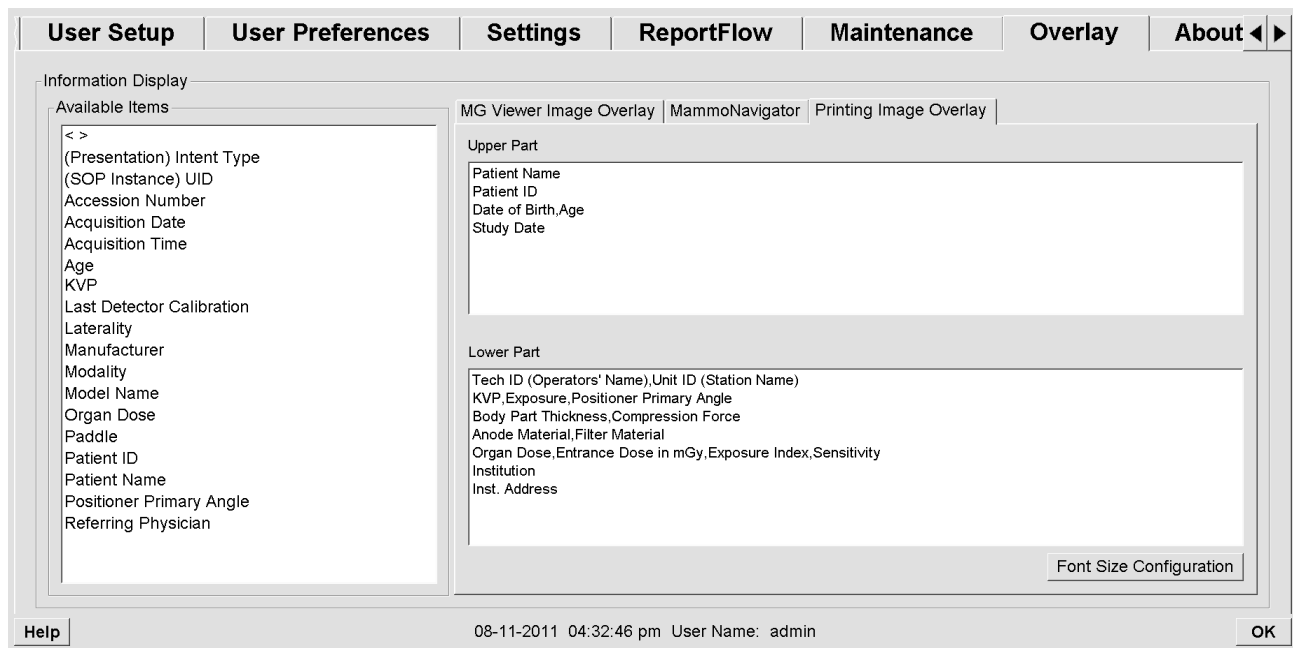 User Setup User Preferences Settings ReportFlow Maintenance Overlay About
Information Display
Available Items
< >
(Presentation) Intent Type
(SOP Instance) UID
Accession Number
Acquisition Date
Acquisition Time
Age
KVP
Last Detector Calibration
Laterality
Manufacturer
Modality
Model Name
Organ Dose
Paddle
Patient ID
Patient Name
Positioner Primary Angle
Referring Physician
MG Viewer Image Overlay MammoNavigator Printing Image Overlay
Upper Part
Patient Name
Patient ID
Date of Birth,Age
Study Date
Lower Part
Tech ID (Operators' Name),Unit ID (Station Name)
KVP,Exposure,Positioner Primary Angle
Body Part Thickness,Compression Force
Anode Material,Filter Material
Organ Dose,Entrance Dose in mGy,Exposure Index,Sensitivity
Institution
Inst. Address
Font Size Configuration
Help 08-11-2011 04:32:46 pm User Name: admin OK